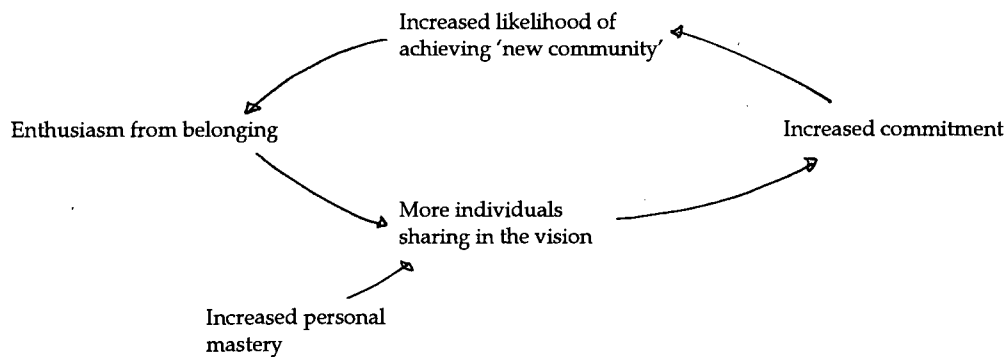 Increased likelihood of
achieving 'new community'
Enthusiasm from belonging
Increased commitment
More individuals
sharing in the vision
Increased personal
mastery